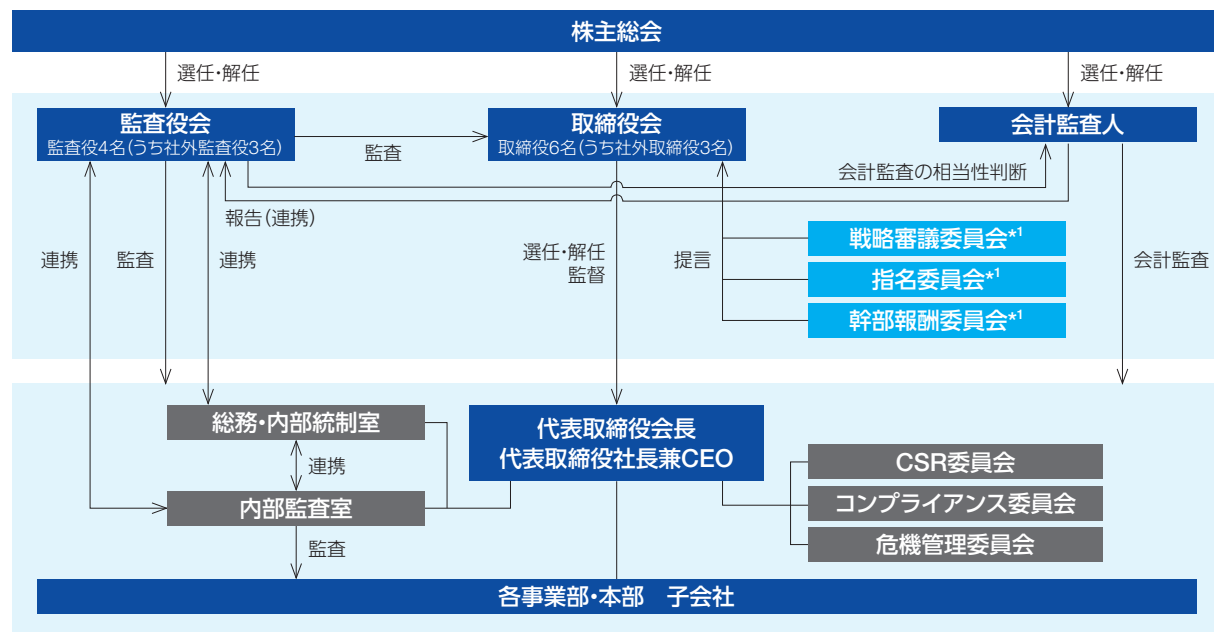 株主総会
選任・解任
選任・解任
選任・解任
監査役会
監査役4名(うち社外監査役3名)
監査
取締役会
取締役6名(うち社外取締役3名)
会計監査人
会計監査の相当性判断
報告(連携)
連携
監査
連携
選任・解任
監督
提言
戦略審議委員会*1
指名委員会*1
幹部報酬委員会*1
会計監査
総務・内部統制室
連携
内部監査室
監査
代表取締役会長
代表取締役社長兼CEO
CSR委員会
コンプライアンス委員会
危機管理委員会
各事業部・本部　子会社